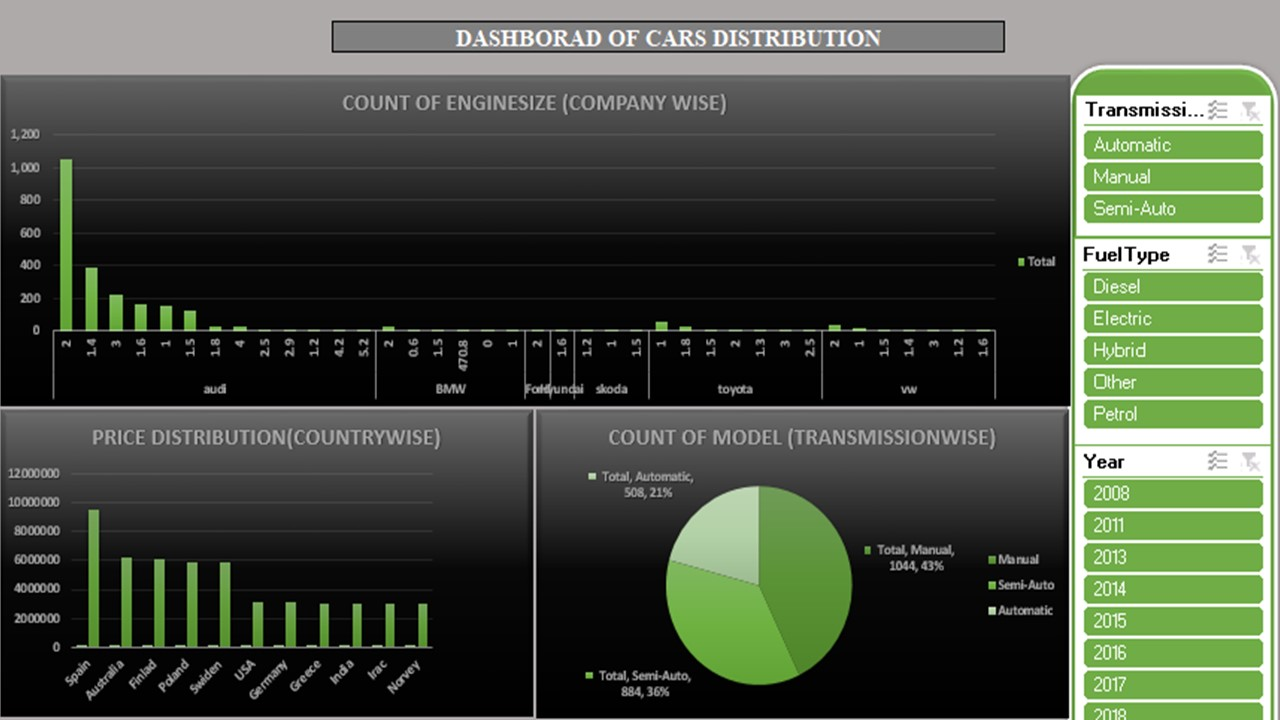 DASHBORAD OF CARS DISTRIBUTION
COUNT OF ENGINESIZE (COMPANY WISE)
1,200
1,000
800
600
400
200
0
2 1.4 3 1.6 1 1.5 1.8 4 2.5 2.9 1.2 4.2 5.2 2 0.6 1.5 470.8 0 1 2 1.6 1.2 1 1.5 1 1.8 1.5 2 1.3 3 2.5 2 1 1.5 1.4 3 1.2 1.6
audi BMW skoda toyota vw
Total
PRICE DISTRIBUTION(COUNTRYWISE)
12000000
10000000
8000000
6000000
4000000
2000000
0
Spain Australia Finlad Poland Swiden USA Germany Greece India Irac Norvey
COUNT OF MODEL (TRANSMISSIONWISE)
Total, Automatic,
508, 21%
Total, Manual,
1044, 43%
Total, Semi-Auto,
884, 36%
Manual
Semi-Auto
Automatic
Transmissi...
Automatic
Manual
Semi-Auto
FuelType
Diesel
Electric
Hybrid
Other
Petrol
Year
2008
2011
2013
2014
2015
2016
2017
2018